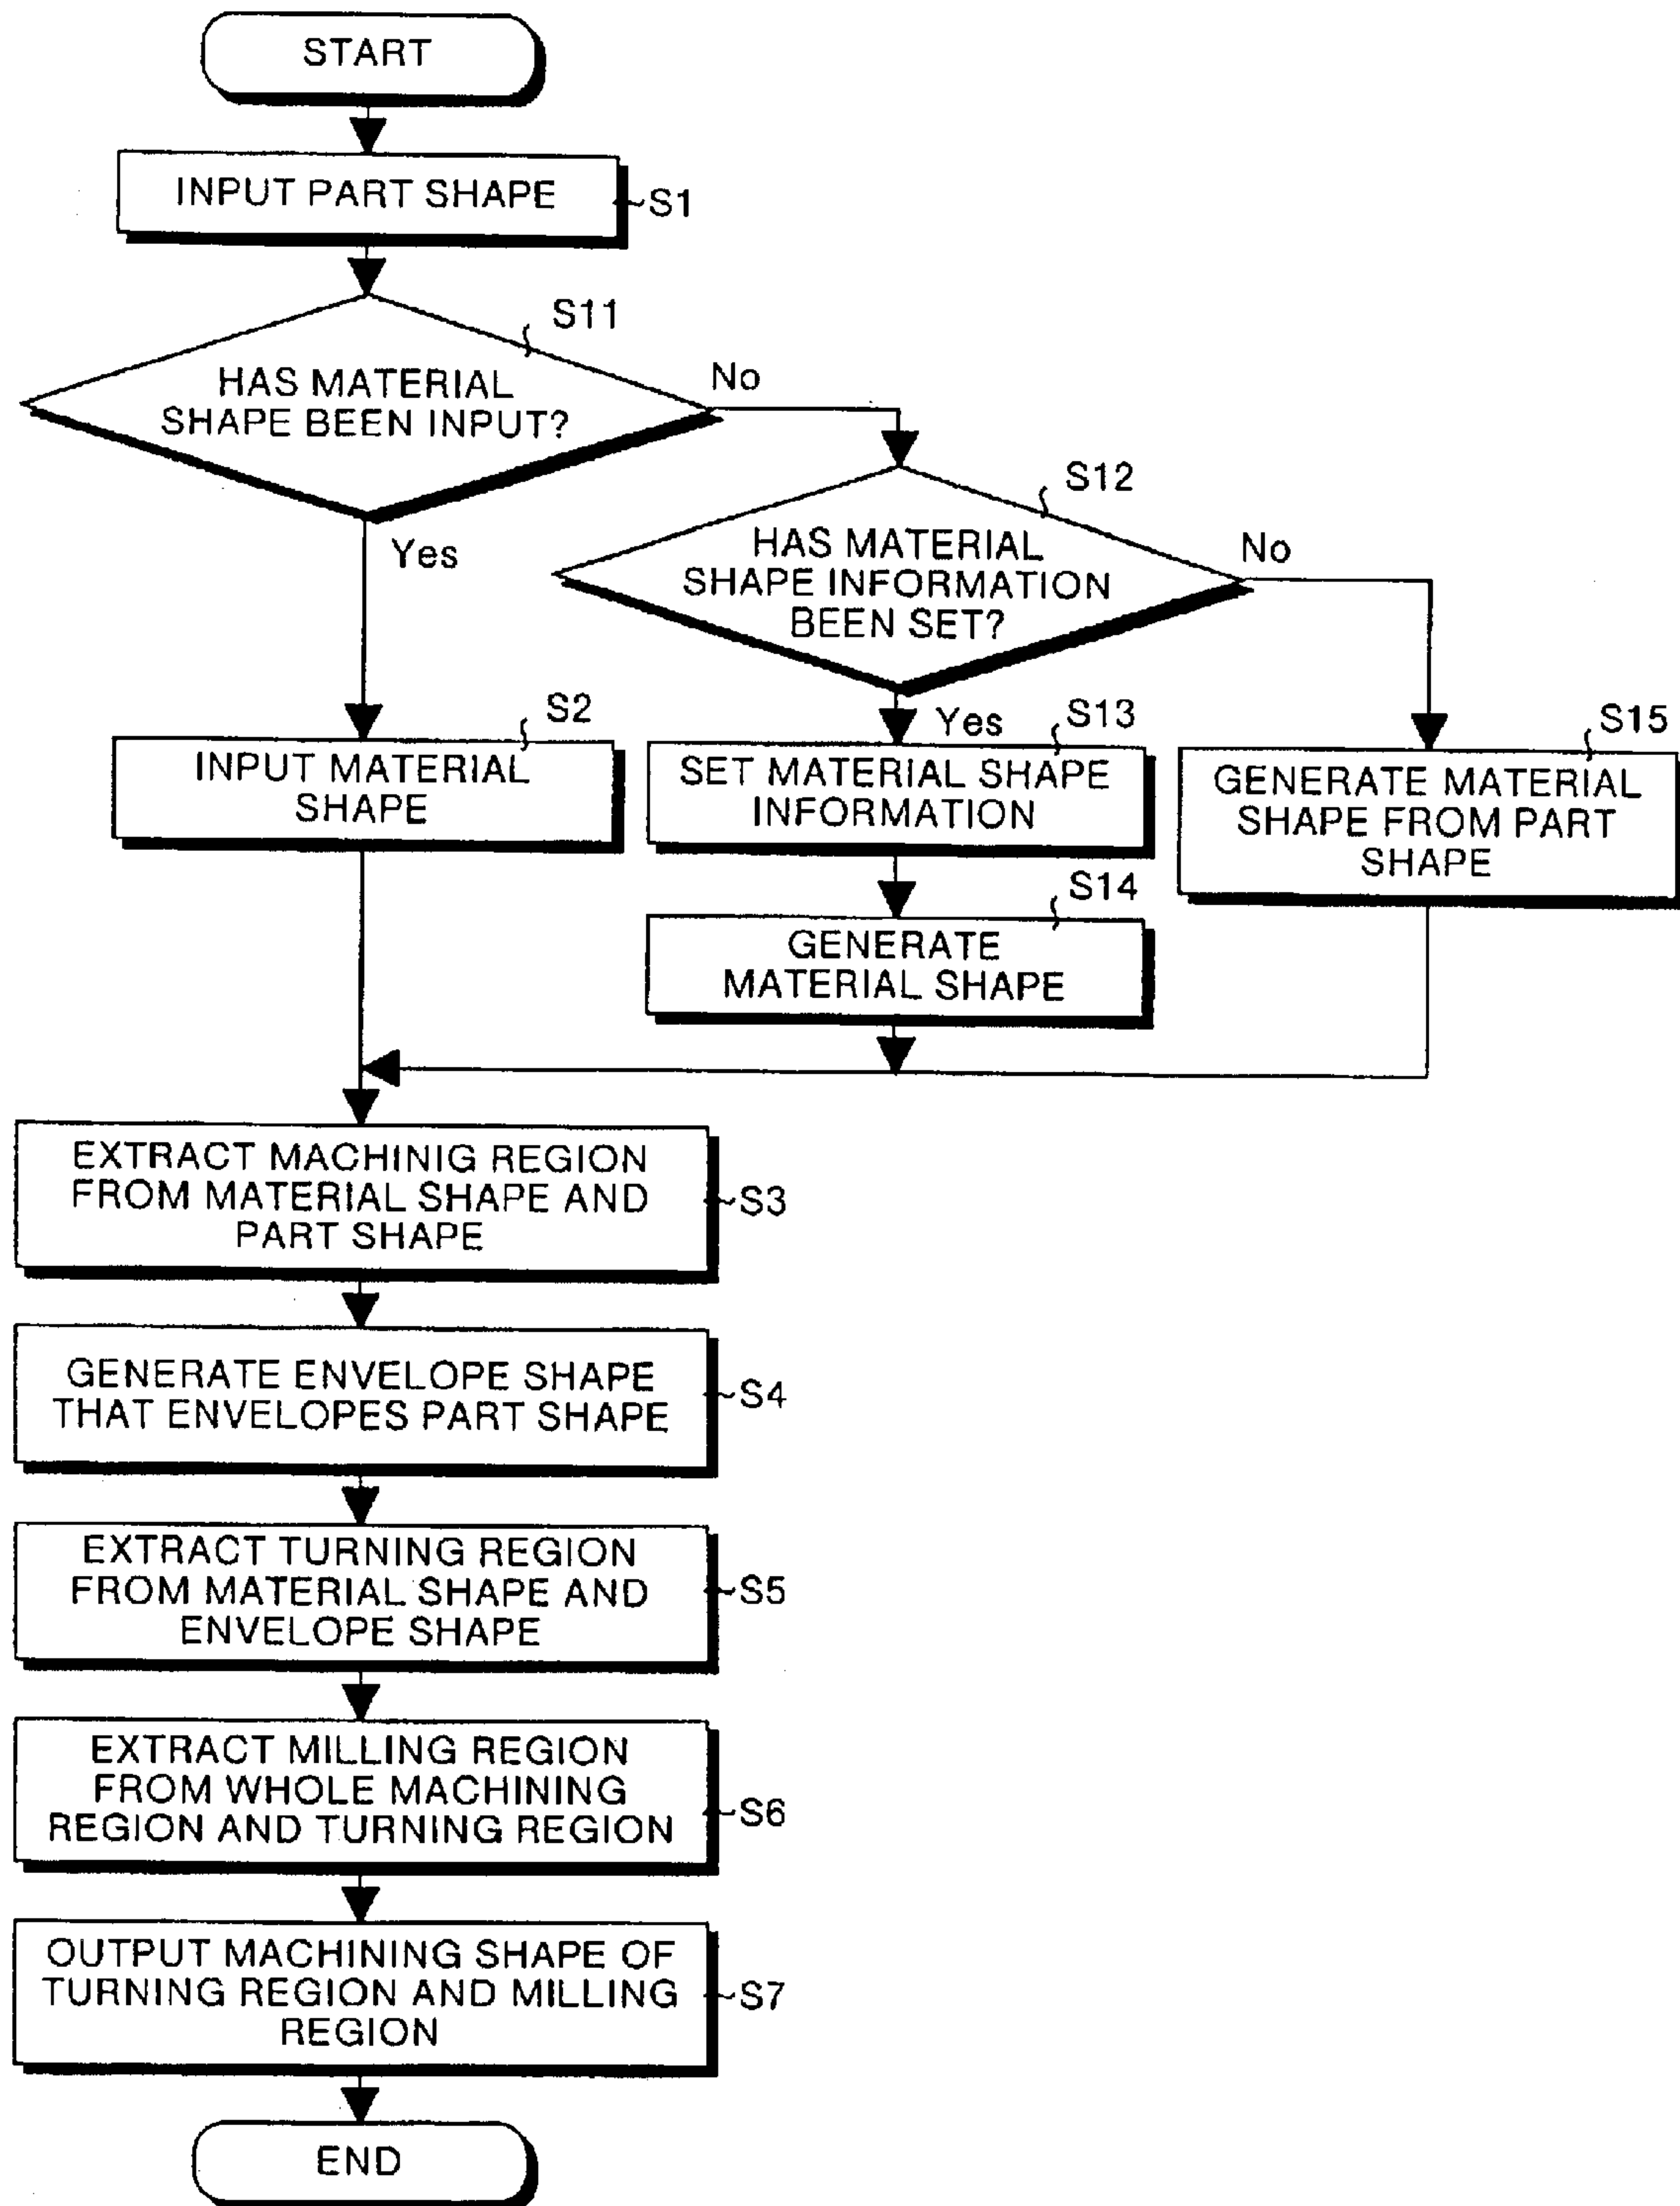 START
INPUT PART SHAPE
S1
S11
HAS MATERIAL
SHAPE BEEN INPUT?
No
Yes
S12
HAS MATERIAL
SHAPE INFORMATION
BEEN SET?
No
Yes
S2
INPUT MATERIAL
SHAPE
S13
SET MATERIAL SHAPE
INFORMATION
S15
GENERATE MATERIAL
SHAPE FROM PART
SHAPE
S14
GENERATE
MATERIAL SHAPE
EXTRACT MACHINIG REGION
FROM MATERIAL SHAPE AND
PART SHAPE
S3
GENERATE ENVELOPE SHAPE
THAT ENVELOPES PART SHAPE
S4
EXTRACT TURNING REGION
FROM MATERIAL SHAPE AND
ENVELOPE SHAPE
S5
EXTRACT MILLING REGION
FROM WHOLE MACHINING
REGION AND TURNING REGION
S6
OUTPUT MACHINING SHAPE OF
TURNING REGION AND MILLING
REGION
S7
END